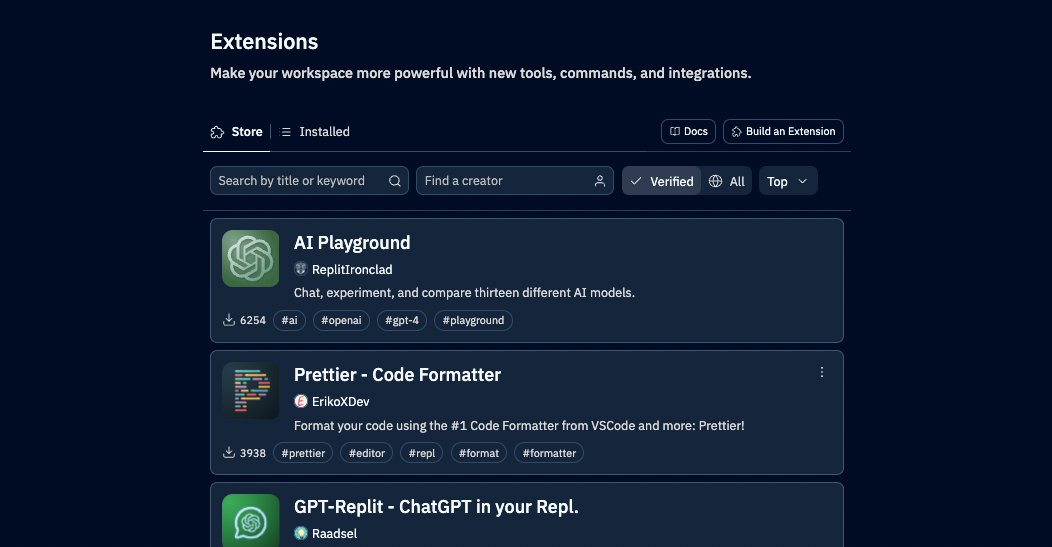 Extensions
Make your workspace more powerful with new tools, commands, and integrations.
Store Installed Docs Build an Extension
Search by title or keyword Find a creator Verified All Top
AI Playground
ReplitIronclad
Chat, experiment, and compare thirteen different AI models.
6254 #ai #openai #gpt-4 #playground
Prettier - Code Formatter
ErikoXDev
Format your code using the #1 Code Formatter from VSCode and more: Prettier!
3938 #prettier #editor #repl #format #formatter
GPT-Replit - ChatGPT in your Repl.
Raadsel